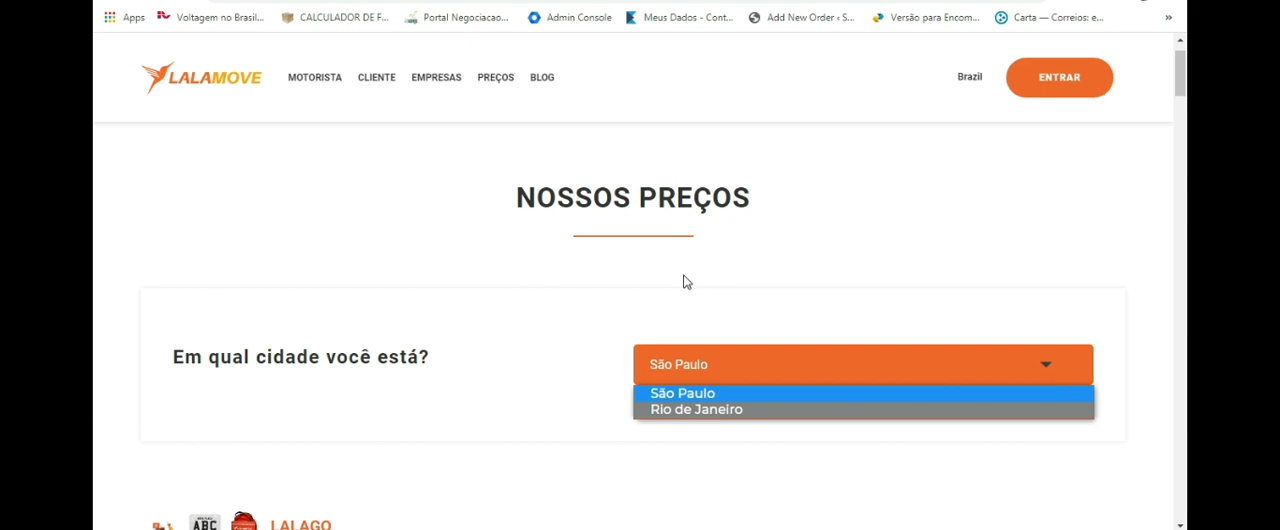 Apps Voltagem no Brasil... CALCULADOR DE F... Portal Negociacao... Admin Console Meus Dados - Cont... Add New Order ‹ S... Versão para Encom... Carta — Correios: e... »
LALAMOVE MOTORISTA CLIENTE EMPRESAS PREÇOS BLOG Brazil ENTRAR
NOSSOS PREÇOS
Em qual cidade você está?
São Paulo
São Paulo
Rio de Janeiro
ABC LALAGO